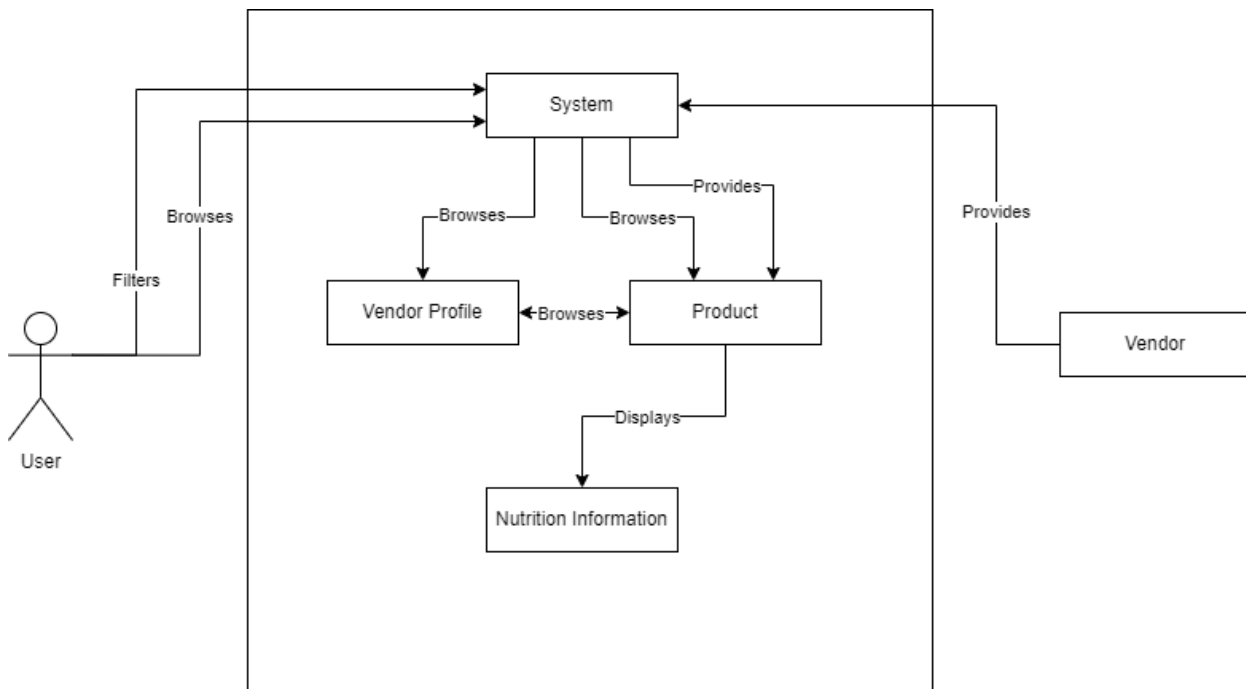 System
Provides
Browses
Browses
Browses
Provides
Filters
Vendor Profile
Browses
Product
Vendor
Displays
User
Nutrition Information